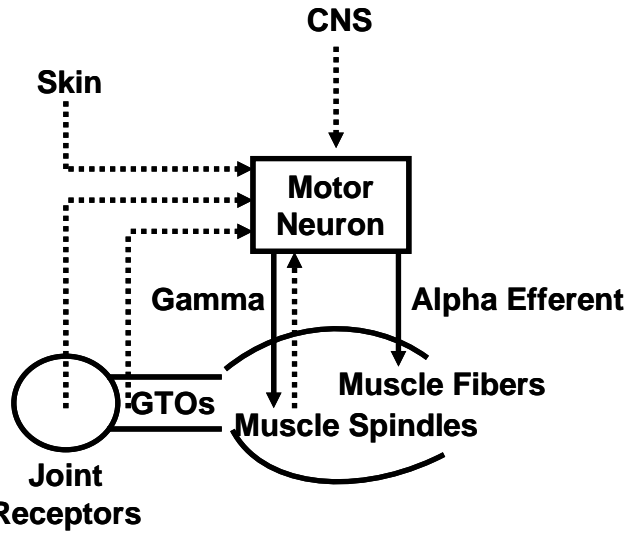 CNS
Skin
Motor
Neuron
Gamma
Alpha Efferent
Muscle Fibers
GTOs
Muscle Spindles
Joint
Receptors